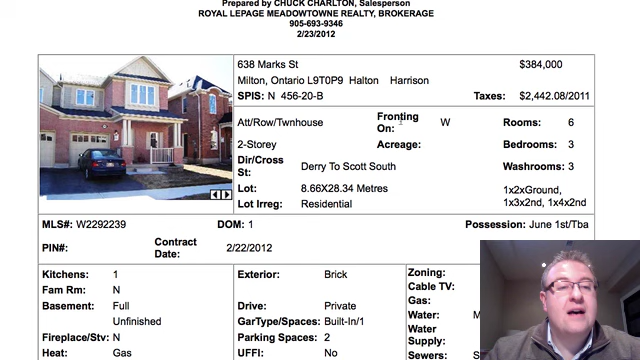 Prepared by CHUCK CHARLTON, Salesperson
ROYAL LEPAGE MEADOWTOWNE REALTY, BROKERAGE
905-693-9346
2/23/2012
638 Marks St $384,000
Milton, Ontario L9T0P9 Halton Harrison
SPIS: N 456-20-B Taxes: $2,442.08/2011
Att/Row/Twnhouse Fronting On: W Rooms: 6
2-Storey Acreage: Bedrooms: 3
Dir/Cross St: Derry To Scott South Washrooms: 3
Lot: 8.66X28.34 Metres 1x2xGround,
Lot Irreg: Residential 1x3x2nd, 1x4x2nd
MLS#: W2292239 DOM: 1 Possession: June 1st/Tba
PIN#: Contract Date: 2/22/2012
Kitchens: 1 Exterior: Brick Zoning:
Fam Rm: N Cable TV:
Basement: Full Drive: Private Gas:
Unfinished GarType/Spaces: Built-In/1 Water: M
Fireplace/Stv: N Parking Spaces: 2 Water Supply:
Heat: Gas UFFI: No Sewers: S